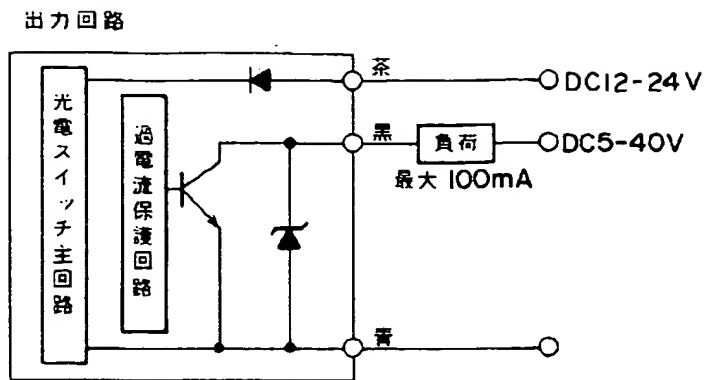 出力回路
茶
DC12-24V
光電スイッチ主回路
過電流保護回路
黒
負荷
DC5-40V
最大 100mA
青